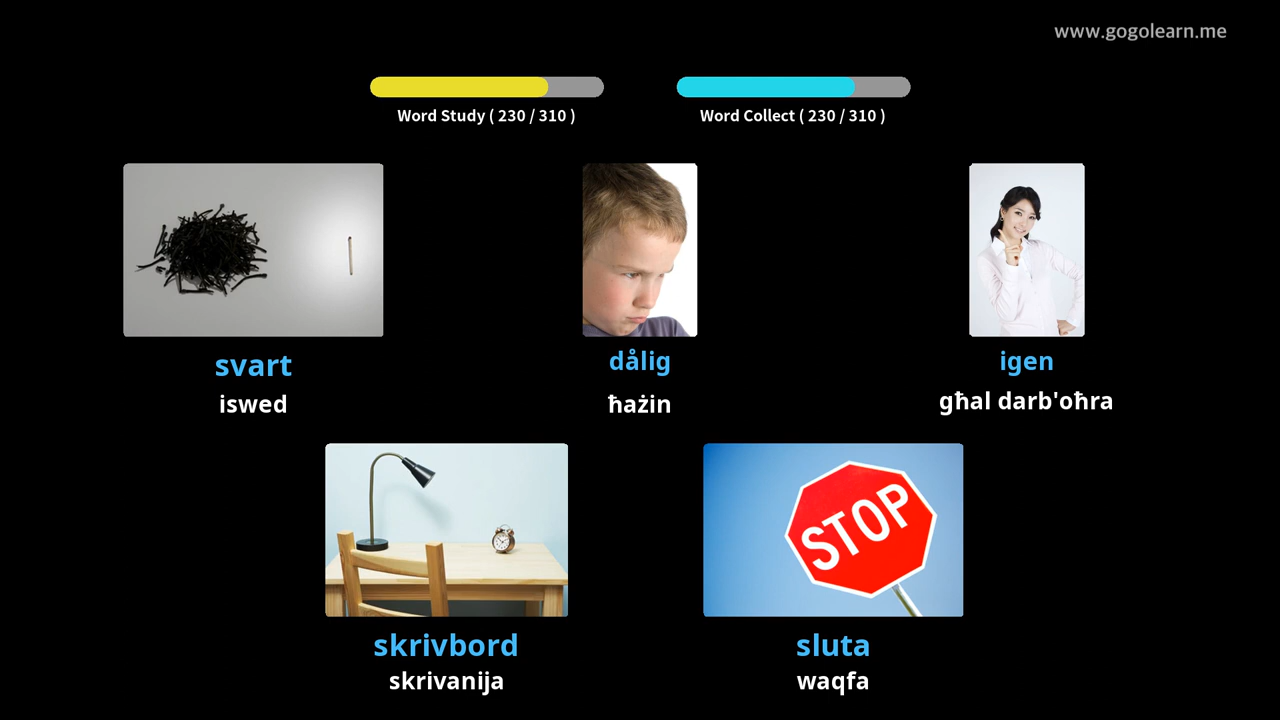 www.gogolearn.me
Word Study ( 230 / 310 )
Word Collect ( 230 / 310 )
svart
iswed
dålig
ħażin
igen
għal darb'oħra
STOP
skrivbord
skrivanija
sluta
waqfa